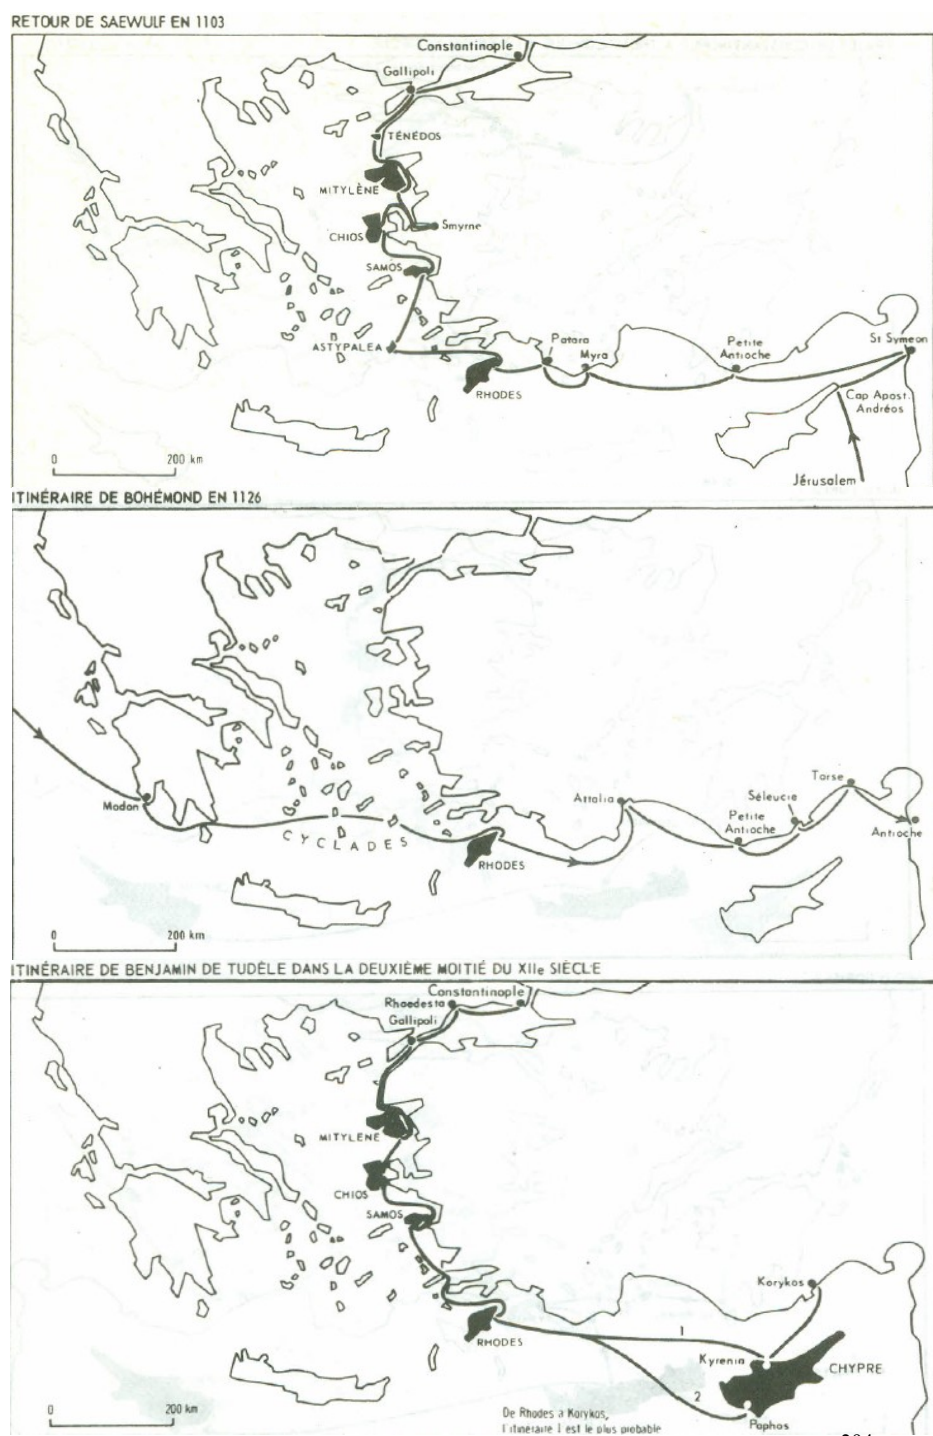 RETOUR DE SAEWULF EN 1103
Constantinople
Gallipoli
TÉNÉDOS
MITYLÈNE
Smyrne
CHIOS
SAMOS
ASTYPALEA
Patara
Myra
Petite
Antioche
St Symeon
RHODES
Cap Apost.
Andréos
0 200 km
Jérusalem
ITINÉRAIRE DE BOHÉMOND EN 1126
Modon
CYCLADES
Attalia
Tarse
Séleucie
Petite
Antioche
Antioche
RHODES
0 200 km
ITINÉRAIRE DE BENJAMIN DE TUDÈLE DANS LA DEUXIÈME MOITIÉ DU XIIe SIÈCLE
Constantinople
Rhaedesta
Gallipoli
MITYLENE
CHIOS
SAMOS
Korykos
RHODES
1
Kyrenia
CHYPRE
2
Paphos
0 200 km
De Rhodes à Korykos,
l'itinéraire 1 est le plus probable